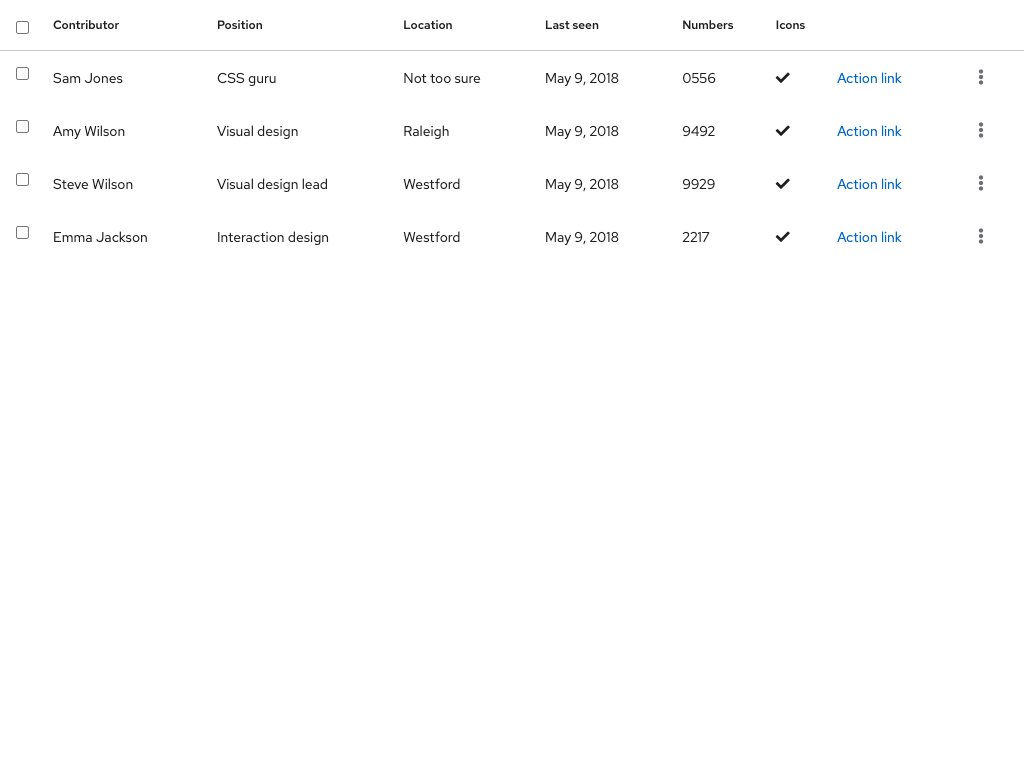 Contributor Position Location Last seen Numbers Icons
Sam Jones CSS guru Not too sure May 9, 2018 0556 Action link
Amy Wilson Visual design Raleigh May 9, 2018 9492 Action link
Steve Wilson Visual design lead Westford May 9, 2018 9929 Action link
Emma Jackson Interaction design Westford May 9, 2018 2217 Action link